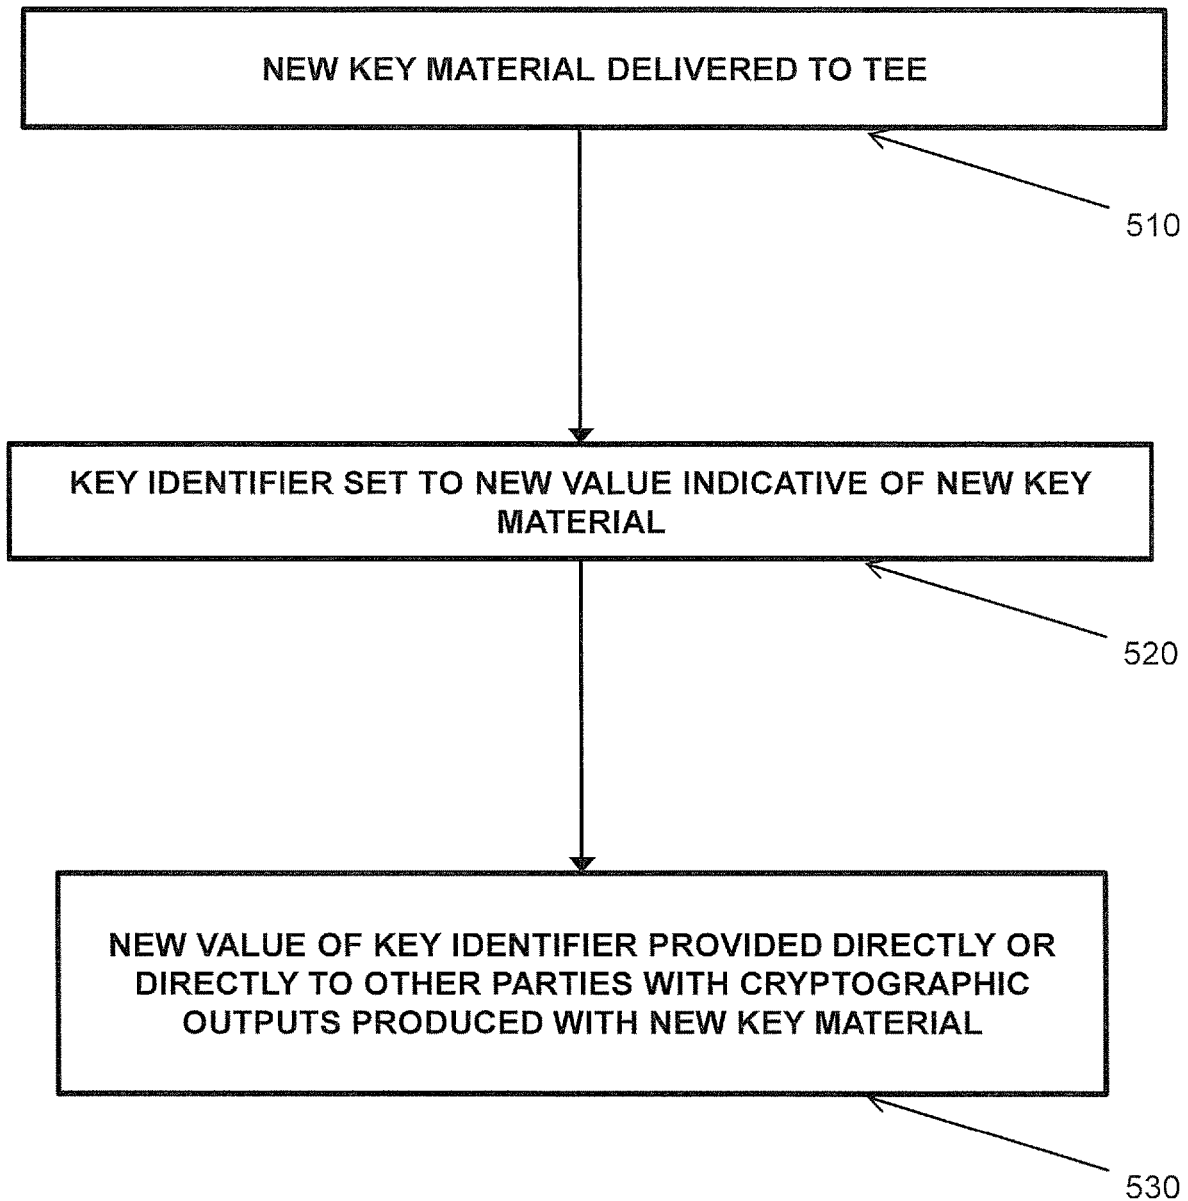 NEW KEY MATERIAL DELIVERED TO TEE
510
KEY IDENTIFIER SET TO NEW VALUE INDICATIVE OF NEW KEY
MATERIAL
520
NEW VALUE OF KEY IDENTIFIER PROVIDED DIRECTLY OR
DIRECTLY TO OTHER PARTIES WITH CRYPTOGRAPHIC
OUTPUTS PRODUCED WITH NEW KEY MATERIAL
530